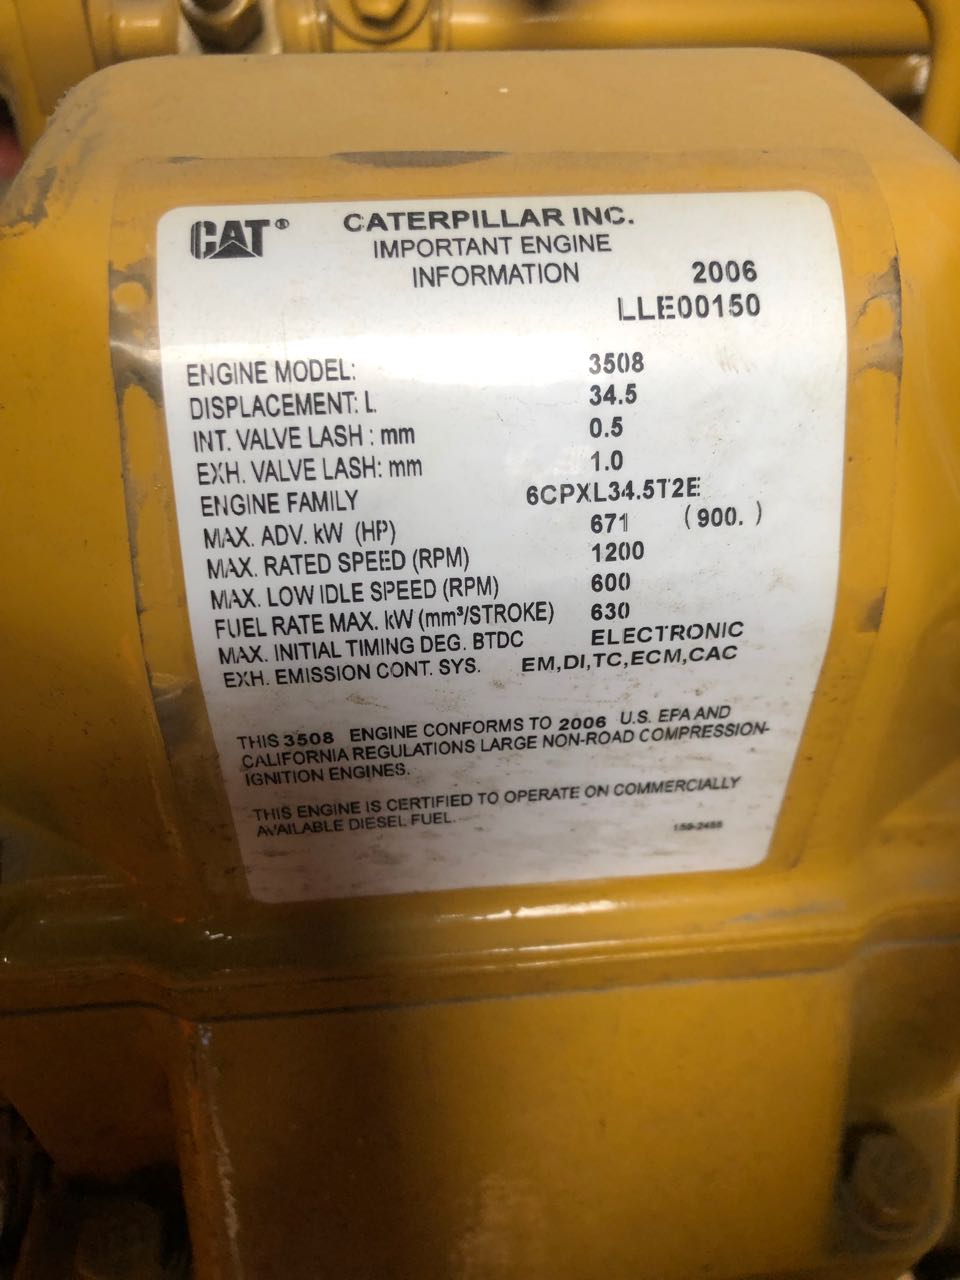 CAT® CATERPILLAR INC.
IMPORTANT ENGINE
INFORMATION 2006
LLE00150
ENGINE MODEL: 3508
DISPLACEMENT: L 34.5
INT. VALVE LASH : mm 0.5
EXH. VALVE LASH: mm 1.0
ENGINE FAMILY 6CPXL34.5T2E
MAX. ADV. kW (HP) 671 (900. )
MAX. RATED SPEED (RPM) 1200
MAX. LOW IDLE SPEED (RPM) 600
FUEL RATE MAX. kW (mm³/STROKE) 630
MAX. INITIAL TIMING DEG. BTDC ELECTRONIC
EXH. EMISSION CONT. SYS. EM,DI,TC,ECM,CAC
THIS 3508 ENGINE CONFORMS TO 2006 U.S. EPA AND
CALIFORNIA REGULATIONS LARGE NON-ROAD COMPRESSION-
IGNITION ENGINES.
THIS ENGINE IS CERTIFIED TO OPERATE ON COMMERCIALLY
AVAILABLE DIESEL FUEL.